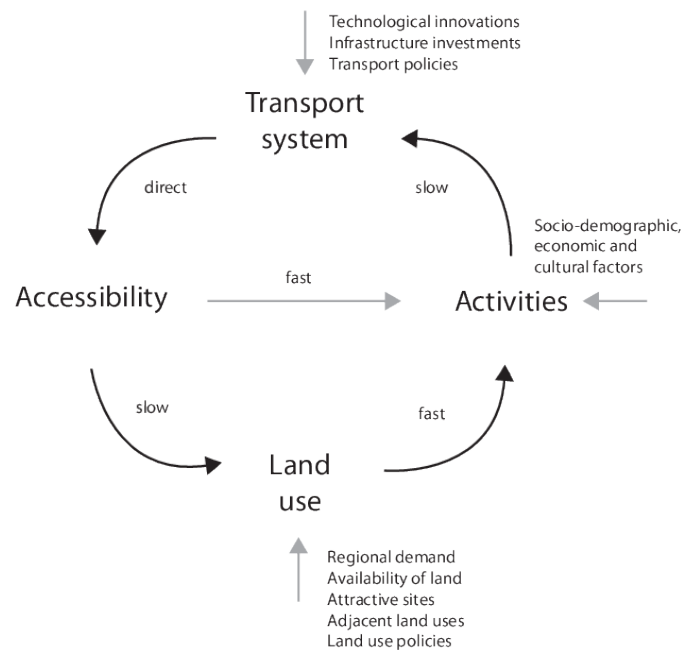 Technological innovations
Infrastructure investments
Transport policies
Transport
system
direct
slow
Socio-demographic,
economic and
cultural factors
Accessibility
fast
Activities
slow
fast
Land
use
Regional demand
Availability of land
Attractive sites
Adjacent land uses
Land use policies